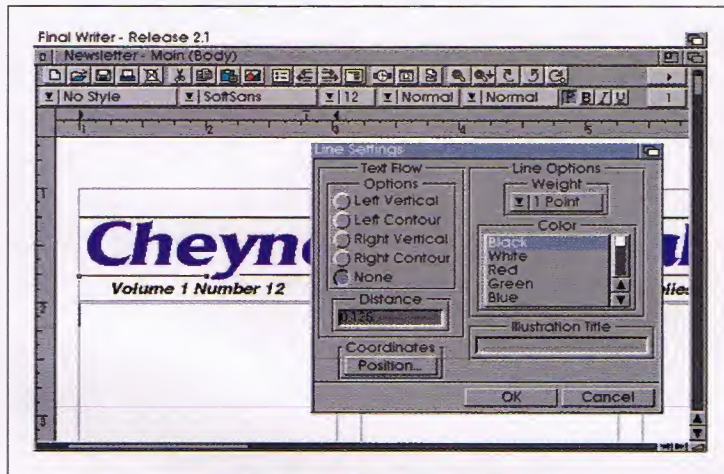 Final Writer - Release 2.1
Newsletter - Main (Body)
No Style SoftSans 12 Normal Normal B I U 1
1 2 3 4 5
Line Settings
Text Flow
Options
Left Vertical
Left Contour
Right Vertical
Right Contour
None
Distance
0.125
Coordinates
Position...
Line Options
Weight
1 Point
Color
Black
White
Red
Green
Blue
Illustration Title
OK Cancel
Volume 1 Number 12
1
2
3